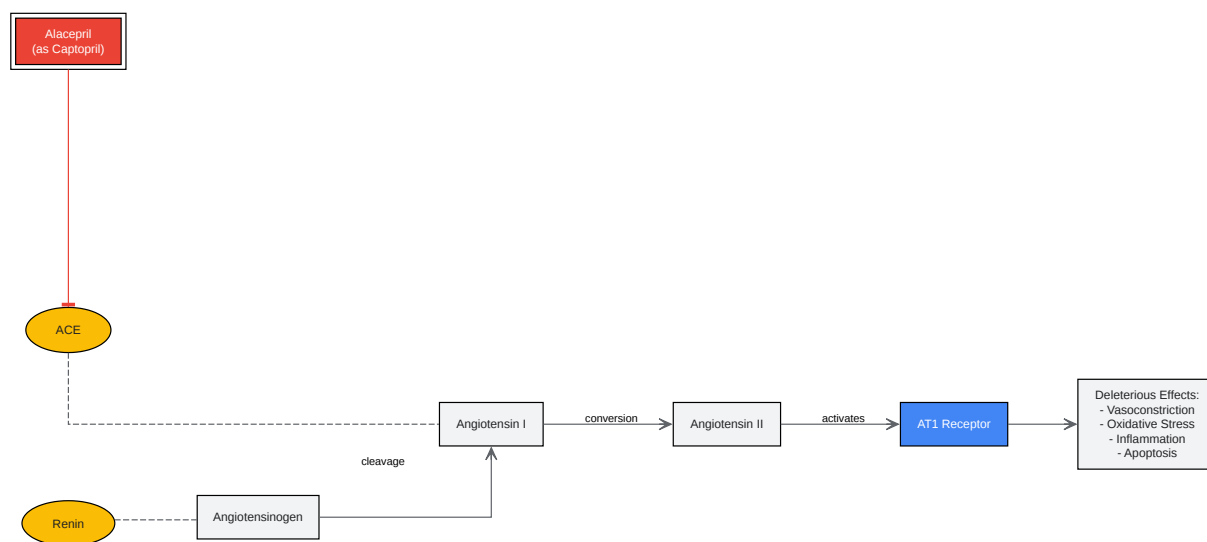 Alacepril
(as Captopril)
ACE
Angiotensin I
conversion
Angiotensin II
activates
AT1 Receptor
Deleterious Effects:
- Vasoconstriction
- Oxidative Stress
- Inflammation
- Apoptosis
cleavage
Renin
Angiotensinogen